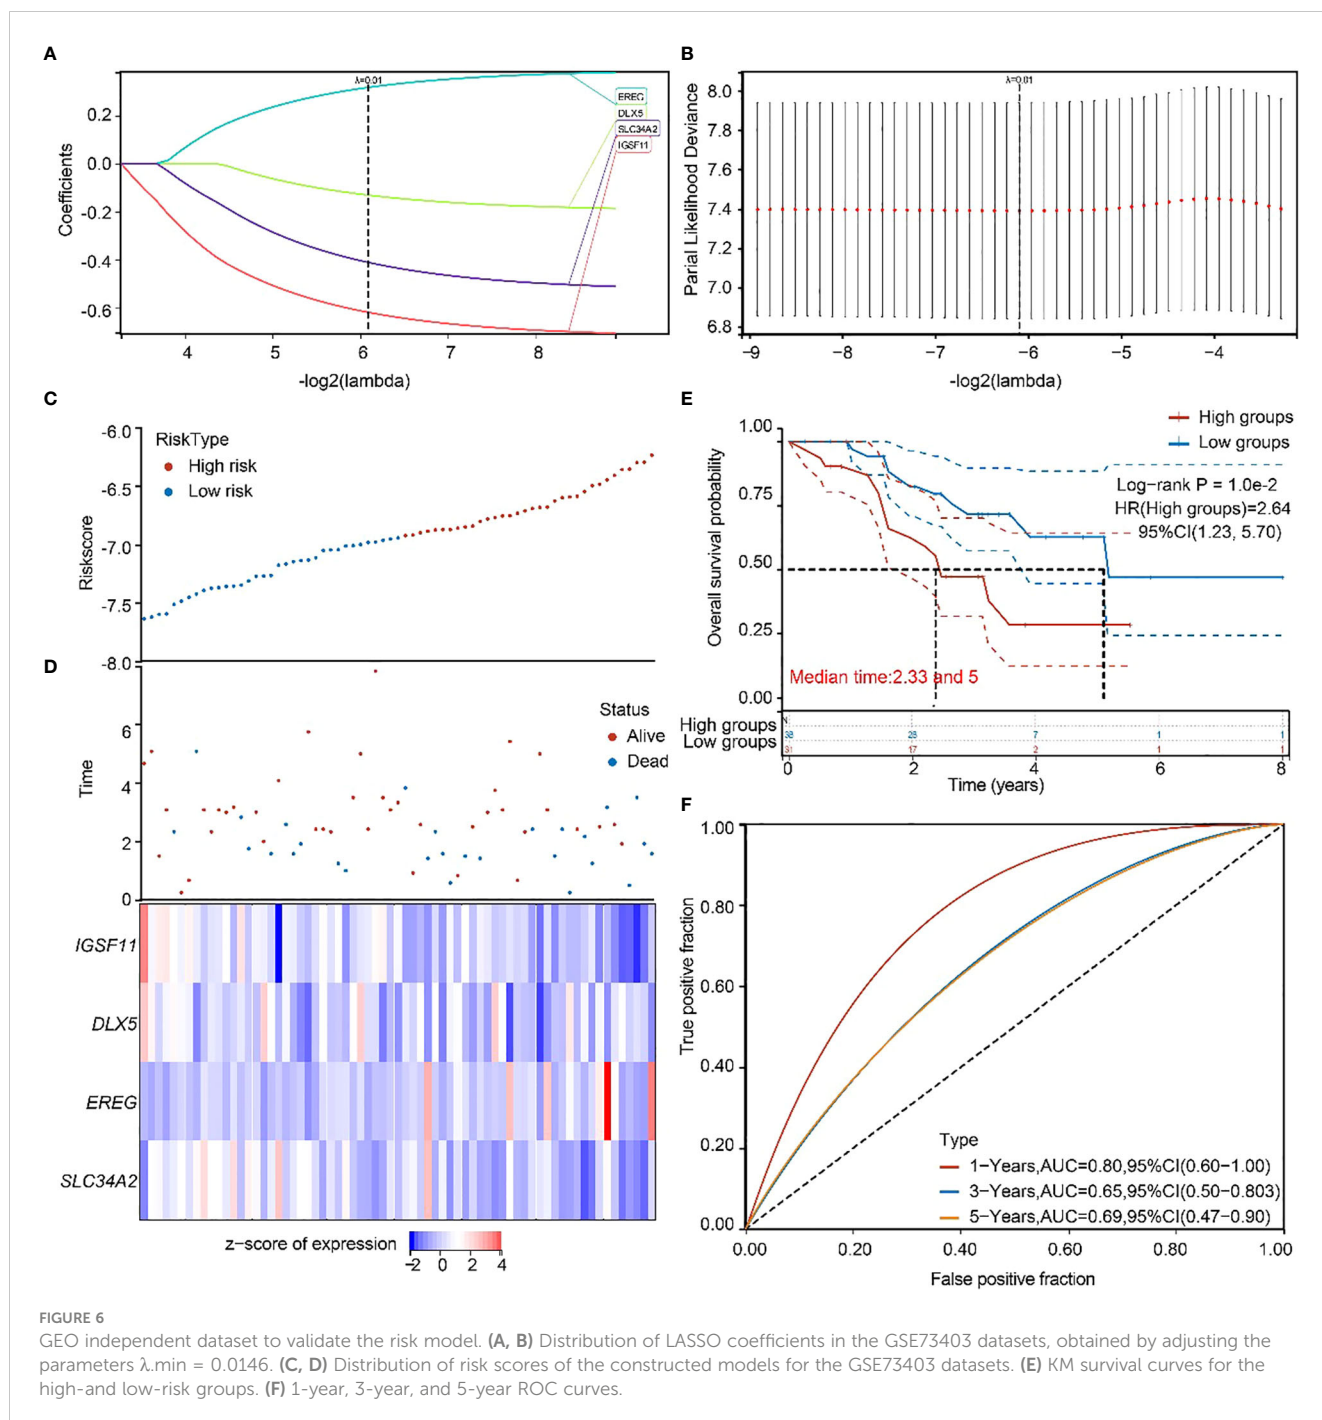 A
λ=0.01
EREG
DLX5
SLC34A2
IGSF11
0.2
0.0
-0.2
-0.4
-0.6
Coefficients
4 5 6 7 8
-log2(lambda)
B
λ=0.01
8.0
7.8
7.6
7.4
7.2
7.0
6.8
Parial Likelihood Deviance
−9 −8 −7 −6 −5 −4
-log2(lambda)
C
-6.0
-6.5
-7.0
-7.5
-8.0
Riskscore
RiskType
High risk
Low risk
D
6
4
2
0
Time
Status
Alive
Dead
IGSF11
DLX5
EREG
SLC34A2
z−score of expression
−2 0 2 4
E
High groups
Low groups
1.00
0.75
0.50
0.25
0.00
Overall survival probability
Log−rank P = 1.0e-2
HR(High groups)=2.64
95%CI(1.23, 5.70)
Median time:2.33 and 5
High groups
Low groups
38 28 7 1 1
31 17 2 1 1
0 2 4 6 8
Time (years)
F
1.00
0.80
0.60
0.40
0.20
0.00
True positive fraction
Type
1−Years,AUC=0.80,95%CI(0.60−1.00)
3−Years,AUC=0.65,95%CI(0.50−0.803)
5−Years,AUC=0.69,95%CI(0.47−0.90)
0.00 0.20 0.40 0.60 0.80 1.00
False positive fraction
FIGURE 6
GEO independent dataset to validate the risk model. (A, B) Distribution of LASSO coefficients in the GSE73403 datasets, obtained by adjusting the
parameters λ.min = 0.0146. (C, D) Distribution of risk scores of the constructed models for the GSE73403 datasets. (E) KM survival curves for the
high-and low-risk groups. (F) 1-year, 3-year, and 5-year ROC curves.